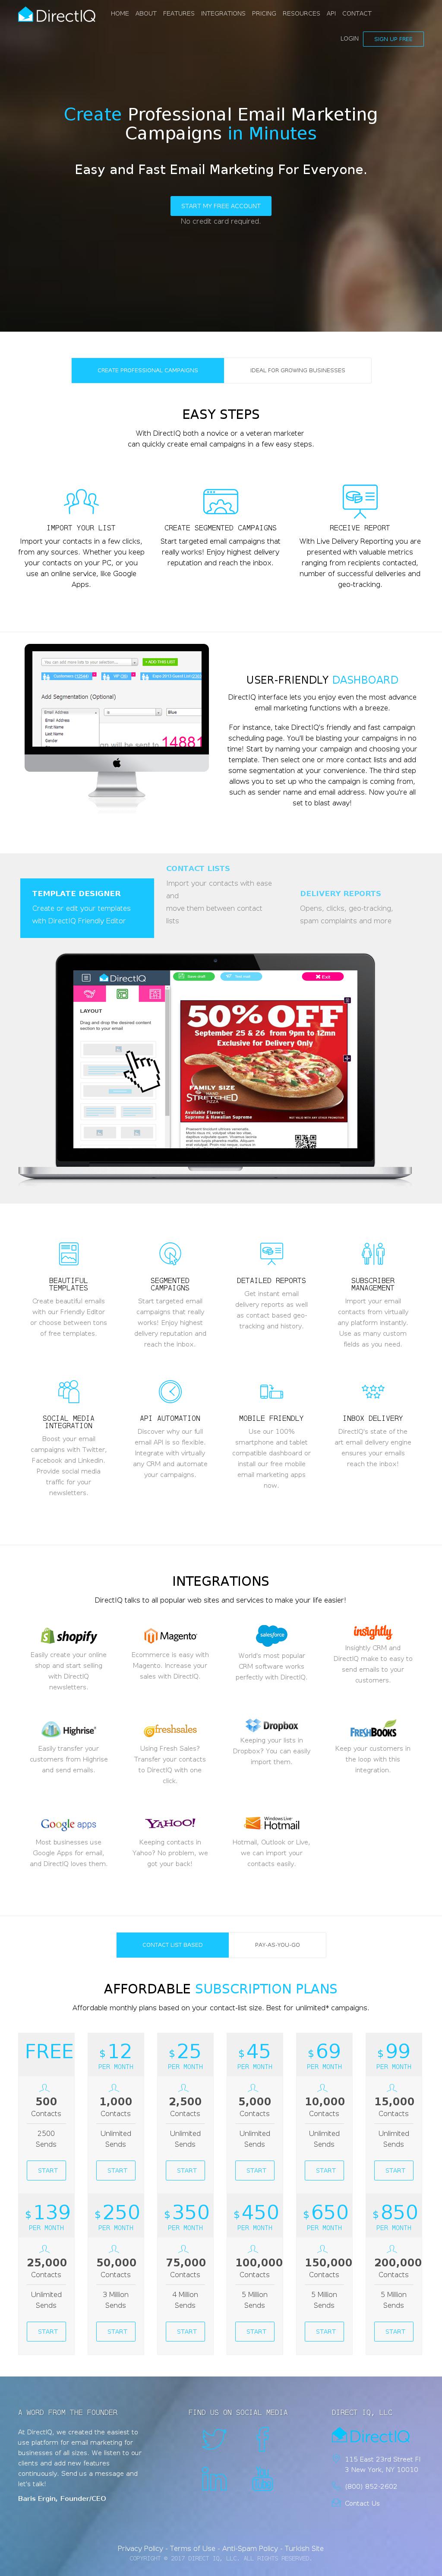 DirectIQ
HOME ABOUT FEATURES INTEGRATIONS PRICING RESOURCES API CONTACT
LOGIN SIGN UP FREE
Create Professional Email Marketing
Campaigns in Minutes
Easy and Fast Email Marketing For Everyone.
START MY FREE ACCOUNT
No credit card required.
CREATE PROFESSIONAL CAMPAIGNS IDEAL FOR GROWING BUSINESSES
EASY STEPS
With DirectIQ both a novice or a veteran marketer
can quickly create email campaigns in a few easy steps.
IMPORT YOUR LIST
Import your contacts in a few clicks,
from any sources. Whether you keep
your contacts on your PC, or you
use an online service, like Google
Apps.
CREATE SEGMENTED CAMPAIGNS
Start targeted email campaigns that
really works! Enjoy highest delivery
reputation and reach the inbox.
RECEIVE REPORT
With Live Delivery Reporting you are
presented with valuable metrics
ranging from recipients contacted,
number of successful deliveries and
geo-tracking.
You can add more lists to your selection.
+ ADD THIS LIST
Add Segmentation (Optional)
Email Address is Blue
Email Address
First Name
Last Name
Gender
n will be sent to 14881
USER-FRIENDLY DASHBOARD
DirectIQ interface lets you enjoy even the most advance
email marketing functions with a breeze.
For instance, take DirectIQ's friendly and fast campaign
scheduling page. You'll be blasting your campaigns in no
time! Start by naming your campaign and choosing your
template. Then select one or more contact lists and add
some segmentation at your convenience. The third step
allows you to set up who the campaign is coming from,
such as sender name and email address. Now you're all
set to blast away!
TEMPLATE DESIGNER
Create or edit your templates
with DirectIQ Friendly Editor
CONTACT LISTS
Import your contacts with ease
and
move them between contact
lists
DELIVERY REPORTS
Opens, clicks, geo-tracking,
spam complaints and more
DirectIQ
Exit
LAYOUT
Drag and drop the desired content
section to your email
50% OFF
September 25 & 26 from 9pm to 12mn
Exclusive for Delivery Only
FAMILY SIZE
HAND
STRETCHED
PIZZA
Available Flavors:
Supreme & Pepperoni
BEAUTIFUL
TEMPLATES
Create beautiful emails
with our Friendly Editor
or choose between tons
of free templates.
SEGMENTED
CAMPAIGNS
Start targeted email
campaigns that really
works! Enjoy highest
delivery reputation and
reach the inbox.
DETAILED REPORTS
Get instant email
delivery reports as well
as contact based geo-
tracking and history.
SUBSCRIBER
MANAGEMENT
Import your email
contacts from virtually
any platform instantly.
Use as many custom
fields as you need.
SOCIAL MEDIA
INTEGRATION
Boost your email
campaigns with Twitter,
Facebook and Linkedin.
Provide social media
traffic for your
newsletters.
API AUTOMATION
Discover why our full
email API is so flexible.
Integrate with virtually
any CRM and automate
your campaigns.
MOBILE FRIENDLY
Use our 100%
smartphone and tablet
compatible dashboard or
install our free mobile
email marketing apps
now.
INBOX DELIVERY
DirectIQ's state of the
art email delivery engine
ensures your emails
reach the inbox!
INTEGRATIONS
DirectIQ talks to all popular web sites and services to make your life easier!
shopify
Easily create your online
shop and start selling
with DirectIQ
newsletters.
Magento
Ecommerce is easy with
Magento. Increase your
sales with DirectIQ.
salesforce
World's most popular
CRM software works
perfectly with DirectIQ.
insightly
Insightly CRM and
DirectIQ make to easy to
send emails to your
customers.
Highrise
Easily transfer your
customers from Highrise
and send emails.
freshsales
Using Fresh Sales?
Transfer your contacts
to DirectIQ with one
click.
Dropbox
Keeping your lists in
Dropbox? You can easily
import them.
FRESHBOOKS
Keep your customers in
the loop with this
integration.
Google apps
Most businesses use
Google Apps for email,
and DirectIQ loves them.
YAHOO!
Keeping contacts in
Yahoo? No problem, we
got your back!
Windows Live
Hotmail
Hotmail, Outlook or Live,
we can import your
contacts easily.
CONTACT LIST BASED PAY-AS-YOU-GO
AFFORDABLE SUBSCRIPTION PLANS
Affordable monthly plans based on your contact-list size. Best for unlimited* campaigns.
FREE
500
Contacts
2500
Sends
START
$12
PER MONTH
1,000
Contacts
Unlimited
Sends
START
$25
PER MONTH
2,500
Contacts
Unlimited
Sends
START
$45
PER MONTH
5,000
Contacts
Unlimited
Sends
START
$69
PER MONTH
10,000
Contacts
Unlimited
Sends
START
$99
PER MONTH
15,000
Contacts
Unlimited
Sends
START
$139
PER MONTH
25,000
Contacts
Unlimited
Sends
START
$250
PER MONTH
50,000
Contacts
3 Million
Sends
START
$350
PER MONTH
75,000
Contacts
4 Million
Sends
START
$450
PER MONTH
100,000
Contacts
5 Million
Sends
START
$650
PER MONTH
150,000
Contacts
5 Million
Sends
START
$850
PER MONTH
200,000
Contacts
5 Million
Sends
START
A WORD FROM THE FOUNDER
At DirectIQ, we created the easiest to
use platform for email marketing for
businesses of all sizes. We listen to our
clients and add new features
continuously. Send us a message and
let's talk!
Baris Ergin, Founder/CEO
FIND US ON SOCIAL MEDIA
DIRECT IQ, LLC
DirectIQ
115 East 23rd Street Fl
3 New York, NY 10010
(800) 852-2602
Contact Us
Privacy Policy - Terms of Use - Anti-Spam Policy - Turkish Site
COPYRIGHT © 2017 DIRECT IQ, LLC. ALL RIGHTS RESERVED.